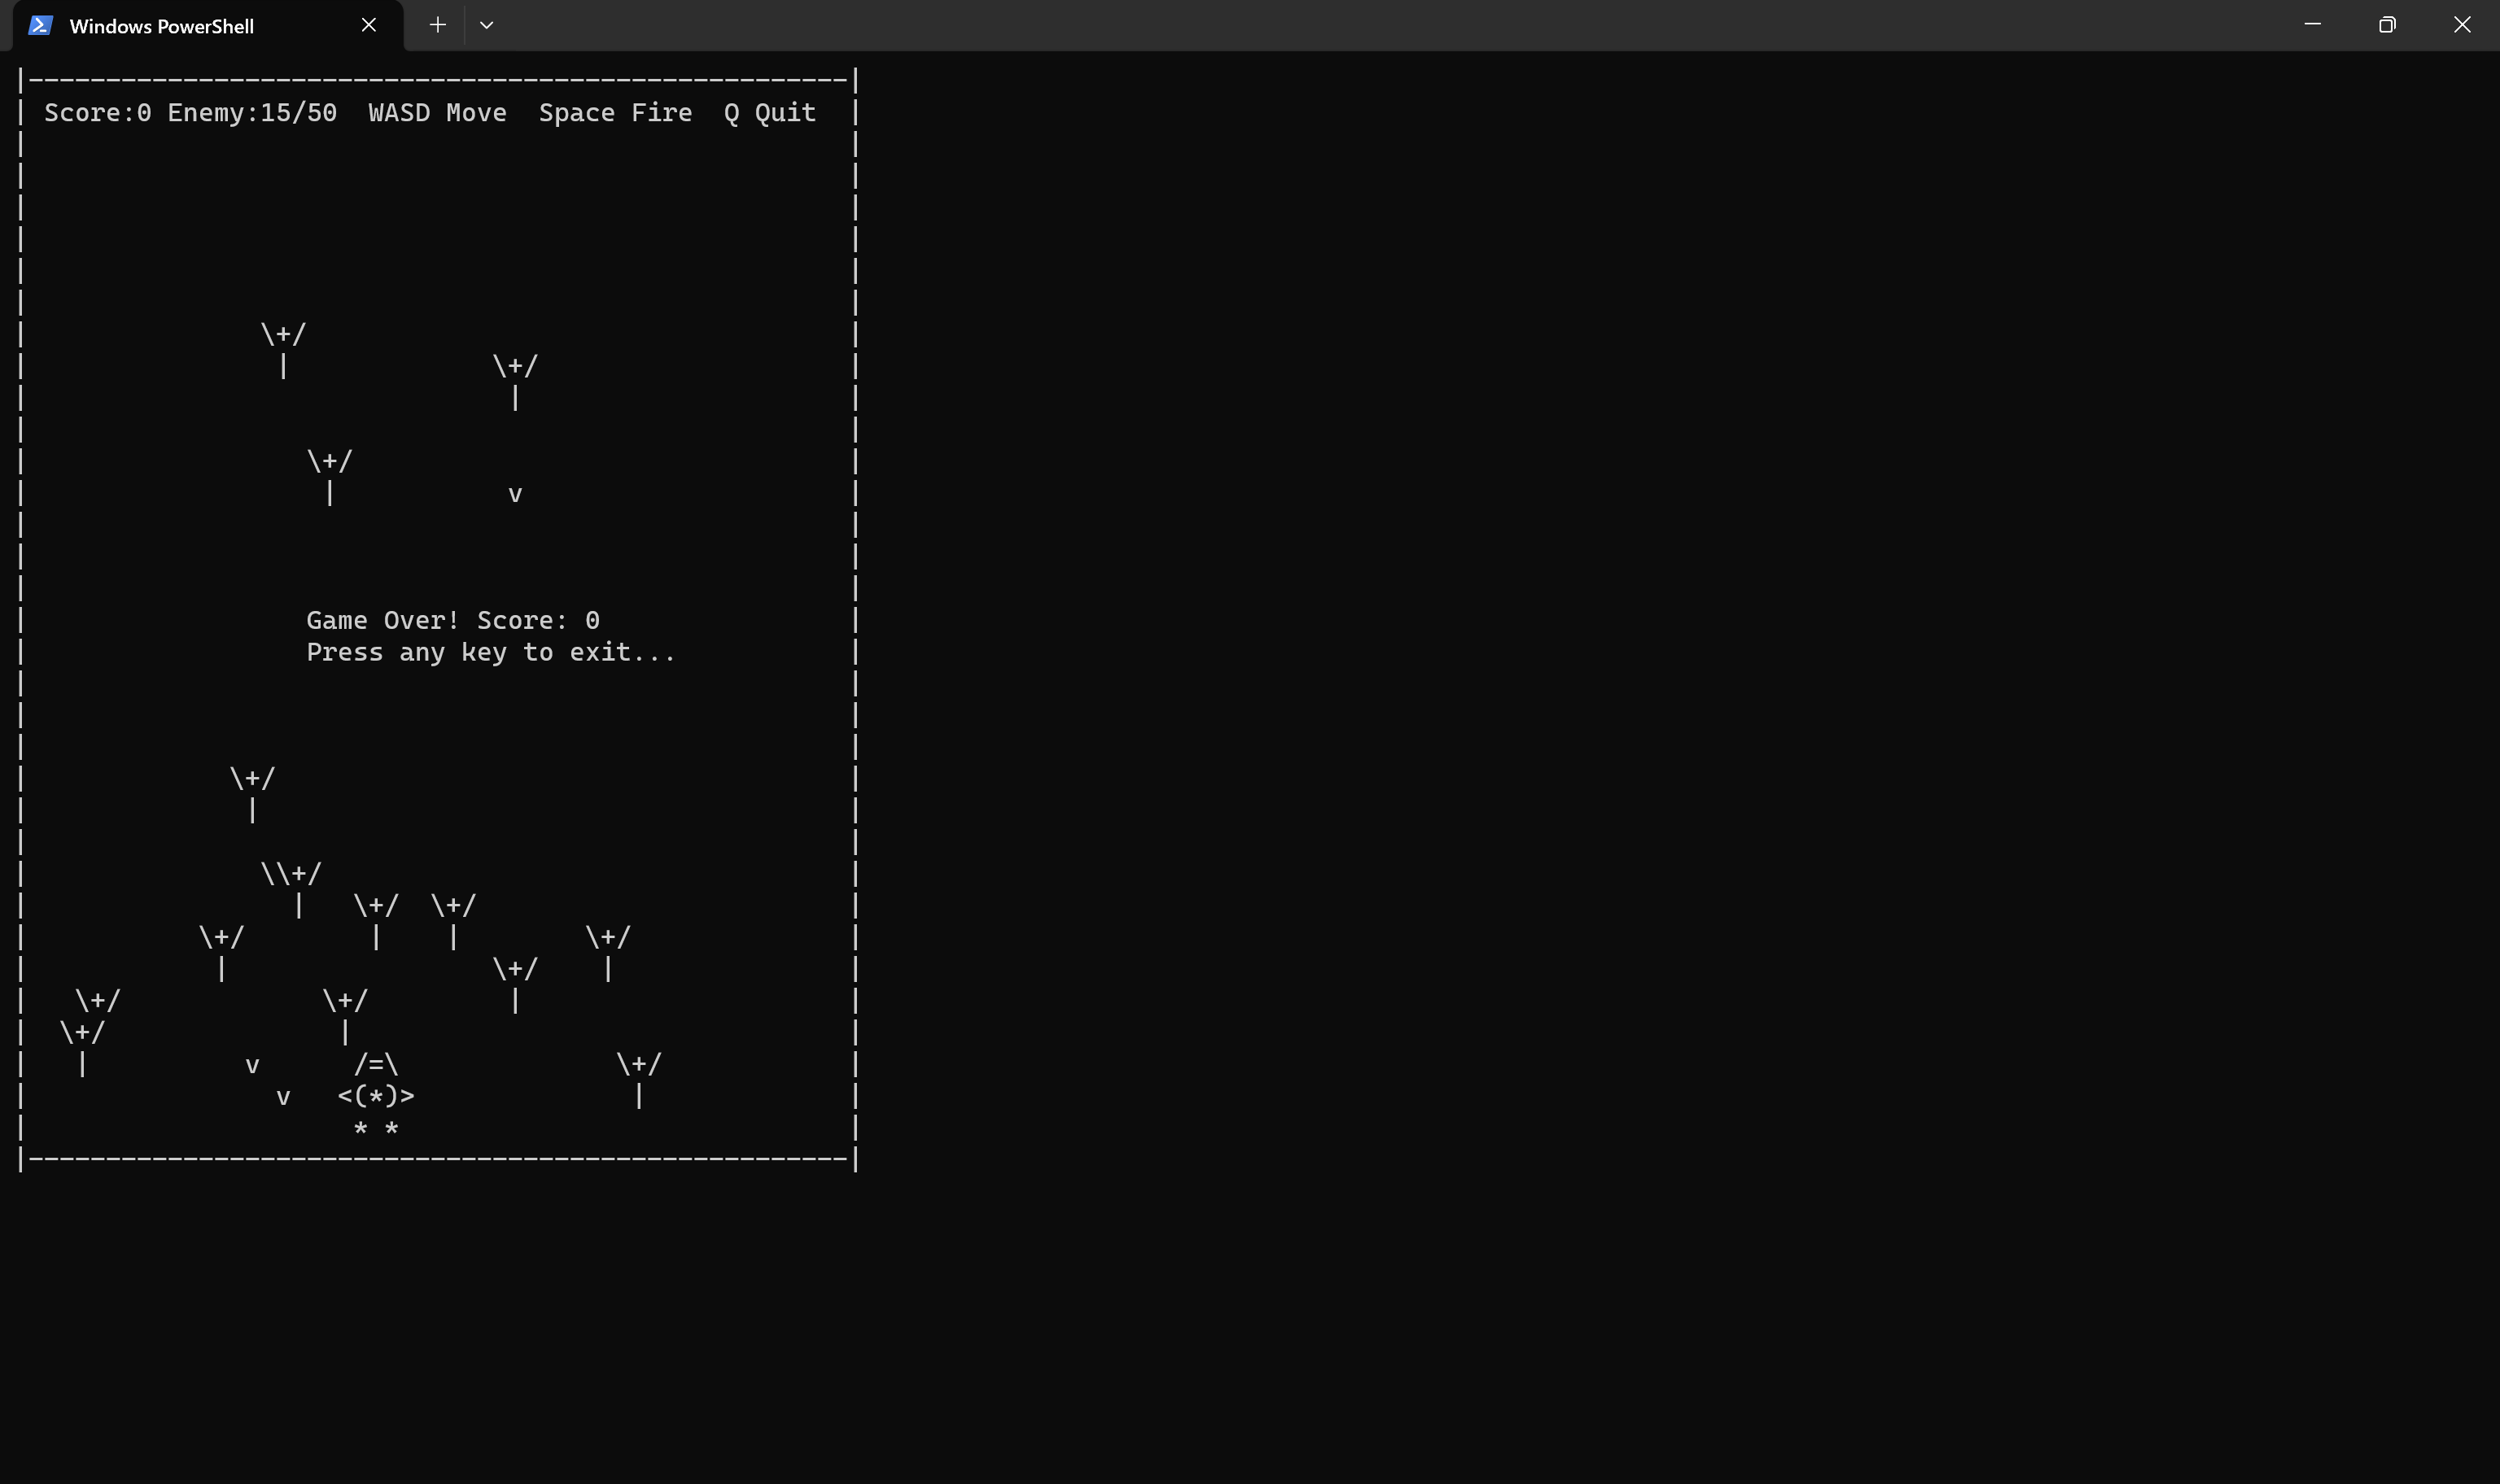 Windows PowerShell
|-----------------------------------------------------|
| Score:0 Enemy:15/50  WASD Move  Space Fire  Q Quit  |
|                                                     |
|                                                     |
|                                                     |
|                                                     |
|                                                     |
|                                                     |
|               \+/                                   |
|                |             \+/                    |
|                               |                     |
|                                                     |
|                  \+/                                |
|                   |           v                     |
|                                                     |
|                                                     |
|                                                     |
|                  Game Over! Score: 0                |
|                  Press any key to exit...           |
|                                                     |
|                                                     |
|                                                     |
|             \+/                                     |
|              |                                      |
|                                                     |
|               \\+/                                  |
|                 |   \+/  \+/                        |
|           \+/        |    |        \+/              |
|            |                 \+/    |               |
|   \+/             \+/         |                     |
|  \+/               |                                |
|   |          v      /=\              \+/            |
|                v   <(*)>              |             |
|                     * *                             |
|-----------------------------------------------------|